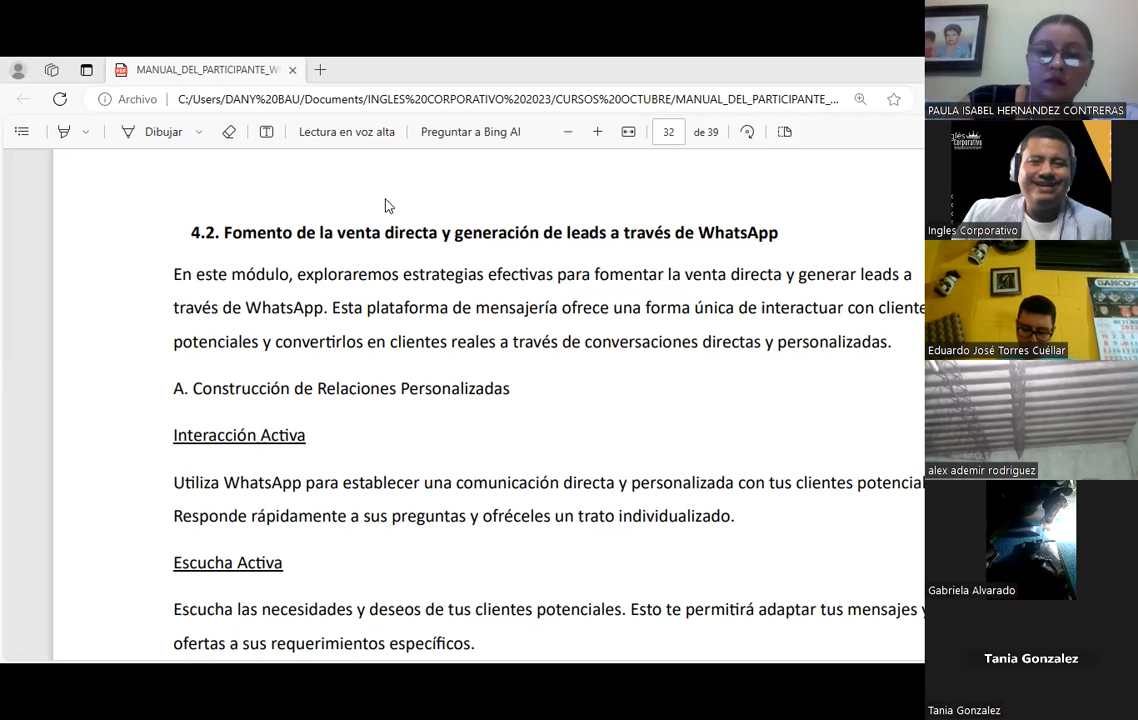 MANUAL_DEL_PARTICIPANTE_W
Archivo
C:/Users/DANY%20BAU/Documents/INGLES%20CORPORATIVO%202023/CURSOS%20OCTUBRE/MANUAL_DEL_PARTICIPANTE_...
Dibujar
Lectura en voz alta
Preguntar a Bing AI
32
de 39
4.2. Fomento de la venta directa y generación de leads a través de WhatsApp
En este módulo, exploraremos estrategias efectivas para fomentar la venta directa y generar leads a
través de WhatsApp. Esta plataforma de mensajería ofrece una forma única de interactuar con cliente
potenciales y convertirlos en clientes reales a través de conversaciones directas y personalizadas.
A. Construcción de Relaciones Personalizadas
Interacción Activa
Utiliza WhatsApp para establecer una comunicación directa y personalizada con tus clientes potencial
Responde rápidamente a sus preguntas y ofréceles un trato individualizado.
Escucha Activa
Escucha las necesidades y deseos de tus clientes potenciales. Esto te permitirá adaptar tus mensajes y
ofertas a sus requerimientos específicos.
PAULA ISABEL HERNANDEZ CONTRERAS
Ingles Corporativo
BANCOV
Eduardo José Torres Cuéllar
alex ademir rodriguez
Gabriela Alvarado
Tania Gonzalez
Tania Gonzalez